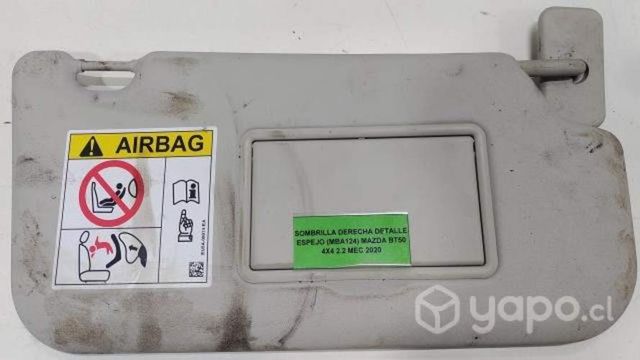 AIRBAG
SOMBRILLA DERECHA DETALLE
ESPEJO (MBA124) MAZDA BT50
4X4 2.2 MEC 2020
yapo.cl